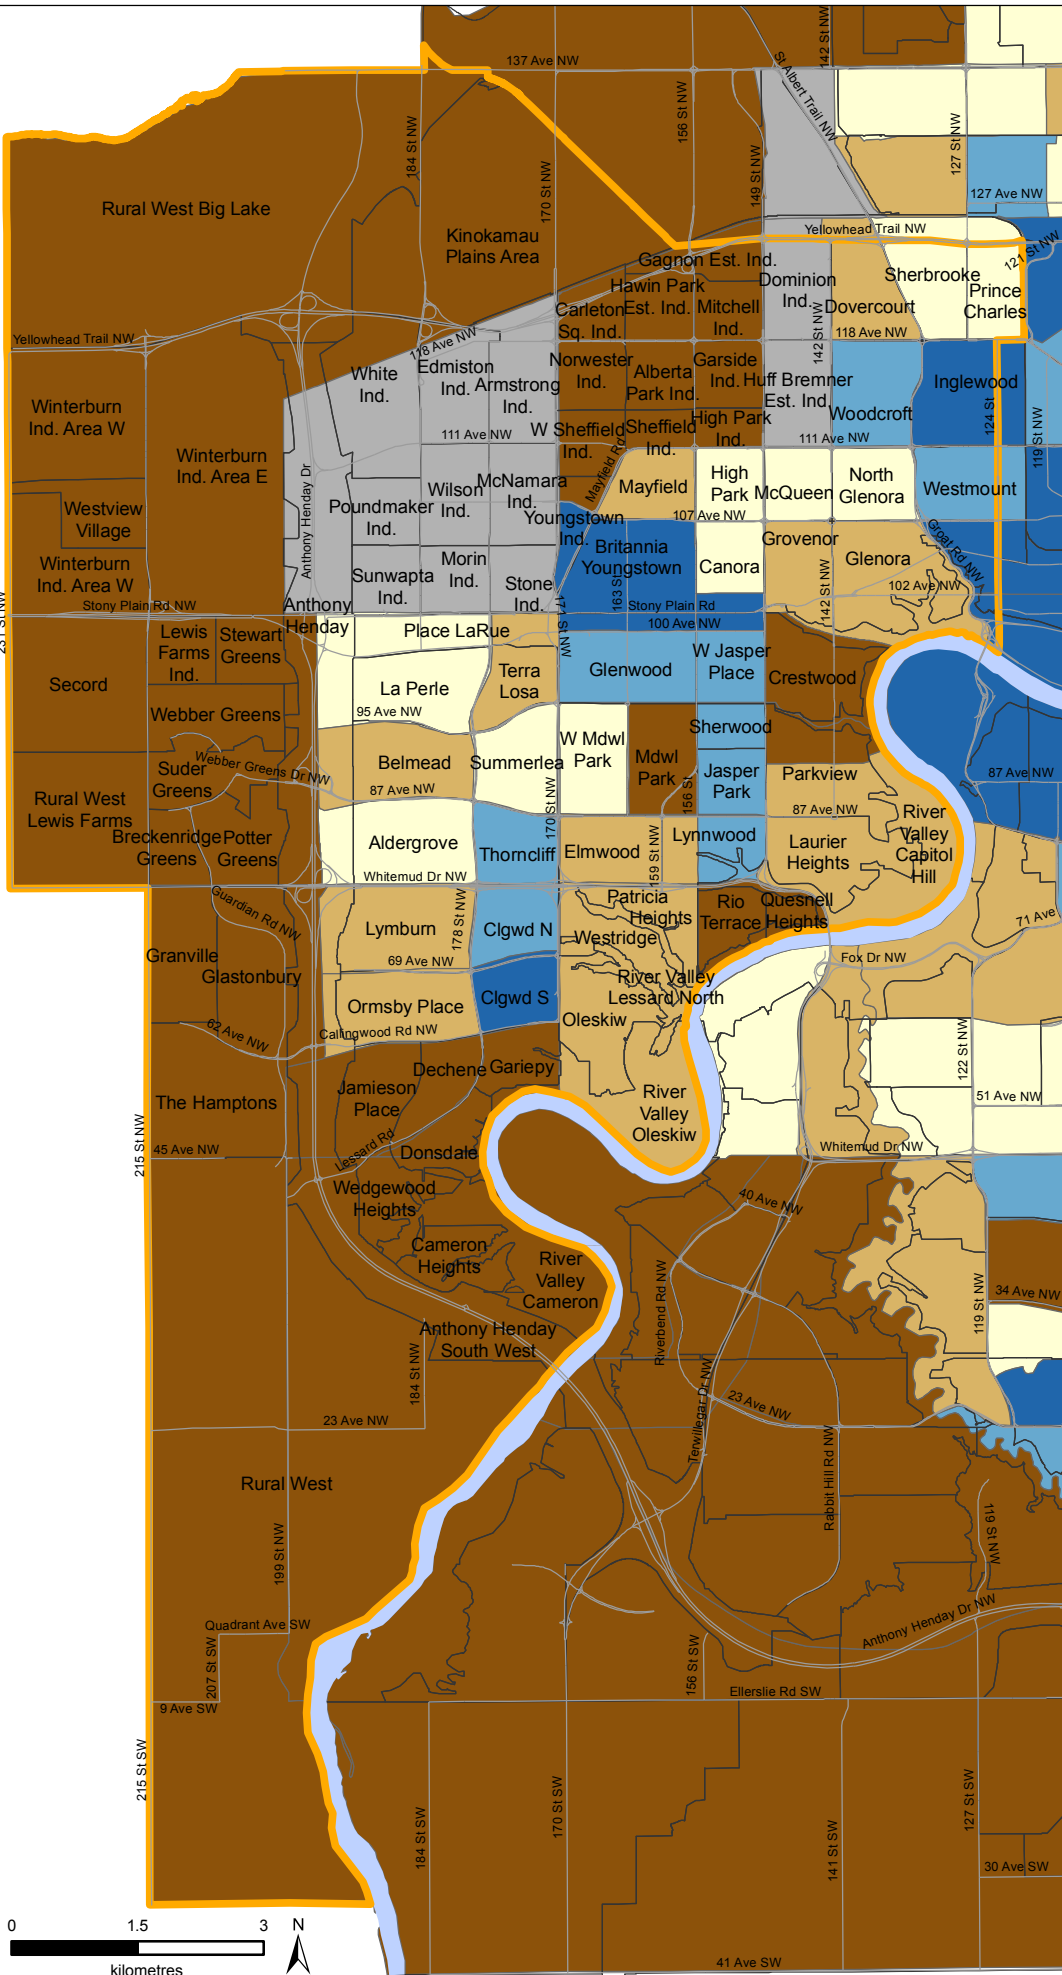 142 St NW
137 Ave NW
St Albert Trail NW
184 St NW
156 St NW
149 St NW
127 St NW
170 St NW
127 Ave NW
Rural West Big Lake
Kinokamau
Plains Area
Yellowhead Trail NW
121 St NW
Gagnon Est. Ind.
Sherbrooke
Dominion
Ind.
Hawin Park
Est. Ind.
Prince
Charles
Carleton
Sq. Ind.
Mitchell
Ind.
Dovercourt
118 Ave NW
142 St NW
Yellowhead Trail NW
118 Ave NW
Norwester
Ind.
Garside
Ind.
White
Ind.
Edmiston
Ind.
Alberta
Park Ind.
Huff Bremner
Est. Ind.
Inglewood
Armstrong
Ind.
124 St
Winterburn
Ind. Area W
Woodcroft
High Park
Ind.
W Sheffield
Ind.
Sheffield
Ind.
111 Ave NW
111 Ave NW
119 St NW
Winterburn
Ind. Area E
Mayfield Rd
Mayfield
High
Park
McQueen
North
Glenora
Westmount
McNamara
Ind.
Wilson
Ind.
Anthony Henday Dr
Westview
Village
Poundmaker
Ind.
Youngstown
Ind.
107 Ave NW
Grovenor
Groat Rd NW
Britannia
Youngstown
Glenora
Canora
Morin
Ind.
Winterburn
Ind. Area W
Sunwapta
Ind.
Stone
Ind.
163 St
142 St NW
102 Ave NW
231 St NW
Stony Plain Rd NW
Anthony
Henday
171 St NW
Stony Plain Rd
100 Ave NW
Lewis
Farms
Ind.
Stewart
Greens
Place LaRue
W Jasper
Place
Glenwood
Terra
Losa
Crestwood
Secord
La Perle
95 Ave NW
Webber Greens
Sherwood
W Mdwl
Park
Mdwl
Park
Webber Greens Dr NW
Belmead
Summerlea
Suder
Greens
Jasper
Park
156 St
Parkview
87 Ave NW
87 Ave NW
87 Ave NW
Rural West
Lewis Farms
170 St NW
River
Valley
Capitol
Hill
Breckenridge
Greens
Potter
Greens
Aldergrove
Thorncliff
Elmwood
159 St NW
Lynnwood
Laurier
Heights
Whitemud Dr NW
Guardian Rd NW
Patricia
Heights
Rio
Terrace
Quesnell
Heights
71 Ave
Lymburn
178 St NW
Clgwd N
Westridge
Granville
69 Ave NW
Fox Dr NW
Glastonbury
River Valley
Lessard North
Ormsby Place
Clgwd S
Oleskiw
62 Ave NW
Callingwood Rd NW
122 St NW
Dechene
Gariepy
Jamieson
Place
The Hamptons
River
Valley
Oleskiw
51 Ave NW
215 St NW
45 Ave NW
Lessard Rd
Donsdale
Whitemud Dr NW
Wedgewood
Heights
40 Ave NW
Cameron
Heights
River
Valley
Cameron
Riverbend Rd NW
119 St NW
34 Ave NW
Anthony Henday
South West
184 St NW
Terwillegar Dr NW
23 Ave NW
23 Ave NW
Rural West
Rabbit Hill Rd NW
199 St NW
119 St NW
Quadrant Ave SW
207 St SW
Anthony Henday Dr NW
156 St SW
Ellerslie Rd SW
9 Ave SW
215 St SW
184 St SW
170 St SW
141 St SW
127 St SW
30 Ave SW
0
1.5
3
N
kilometres
41 Ave SW